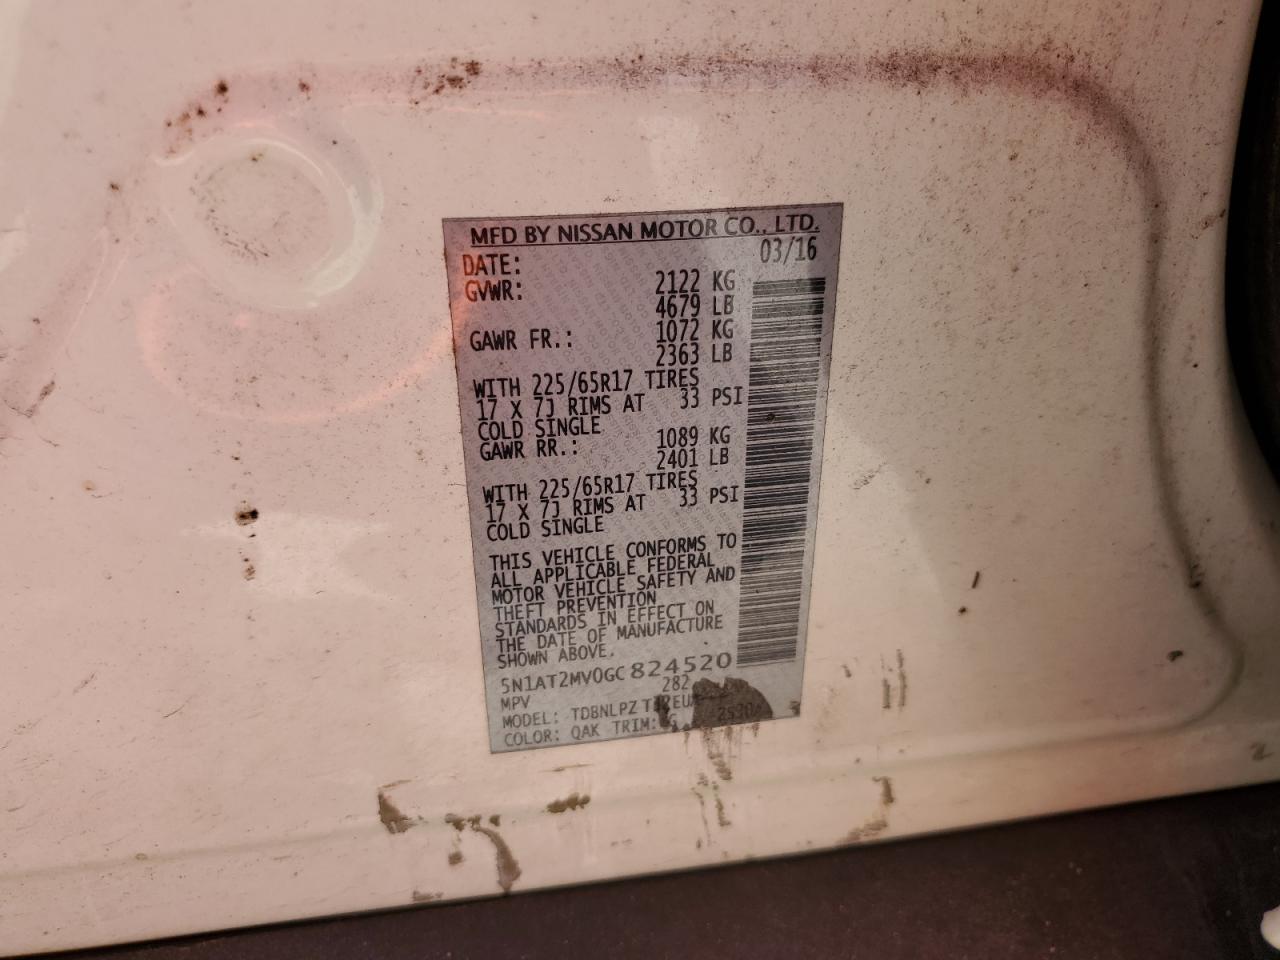 MFD BY NISSAN MOTOR CO., LTD.
DATE: 03/16
GVWR: 2122 KG
4679 LB
GAWR FR.: 1072 KG
2363 LB
WITH 225/65R17 TIRES
17 X 7J RIMS AT 33 PSI
COLD SINGLE
GAWR RR.: 1089 KG
2401 LB
WITH 225/65R17 TIRES
17 X 7J RIMS AT 33 PSI
COLD SINGLE
THIS VEHICLE CONFORMS TO
ALL APPLICABLE FEDERAL
MOTOR VEHICLE SAFETY AND
THEFT PREVENTION
STANDARDS IN EFFECT ON
THE DATE OF MANUFACTURE
SHOWN ABOVE.
5N1AT2MV0GC824520
MPV 282
MODEL: TDBNLPZ
COLOR: QAK TRIM: